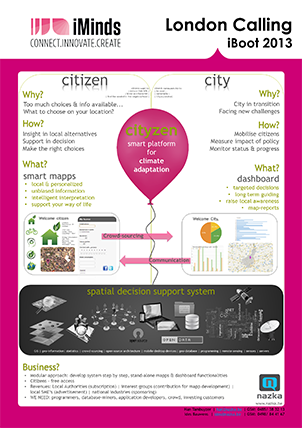 iMinds
CONNECT.INNOVATE.CREATE
London Calling
iBoot 2013
citizen
city
Why?
Too much choices & info available...
What to choose on your location?
How?
Insight in local alternatives
Support in decision
Make the right choices
What?
smart mapps
• local & personalized
• unbiased information
• intelligent interpretation
• support your way of life
cityzen
smart platform
for
climate
adaptation
Why?
City in transition
Facing new challenges
How?
Mobilise citizens
Measure impact of policy
Monitor status & progress
What?
dashboard
• targeted decisions
• long-term guiding
• raise local awareness
• map-reports
Welcome citizen
Welcome City
Crowd-sourcing
Communication
spatial decision support system
OPEN DATA
Business?
• modular approach: develop system step by step, stand-alone mapps & dashboard functionalities
• Citizens: free access
• Revenues: Local authorities (subscription) | interest groups (contribution for mapp development) |
local SME's (advertisement) | national industries (sponsoring)
• WE NEED: programmers, database-miners, application developers, crowd, investing customers
nazka
www.nazka.be